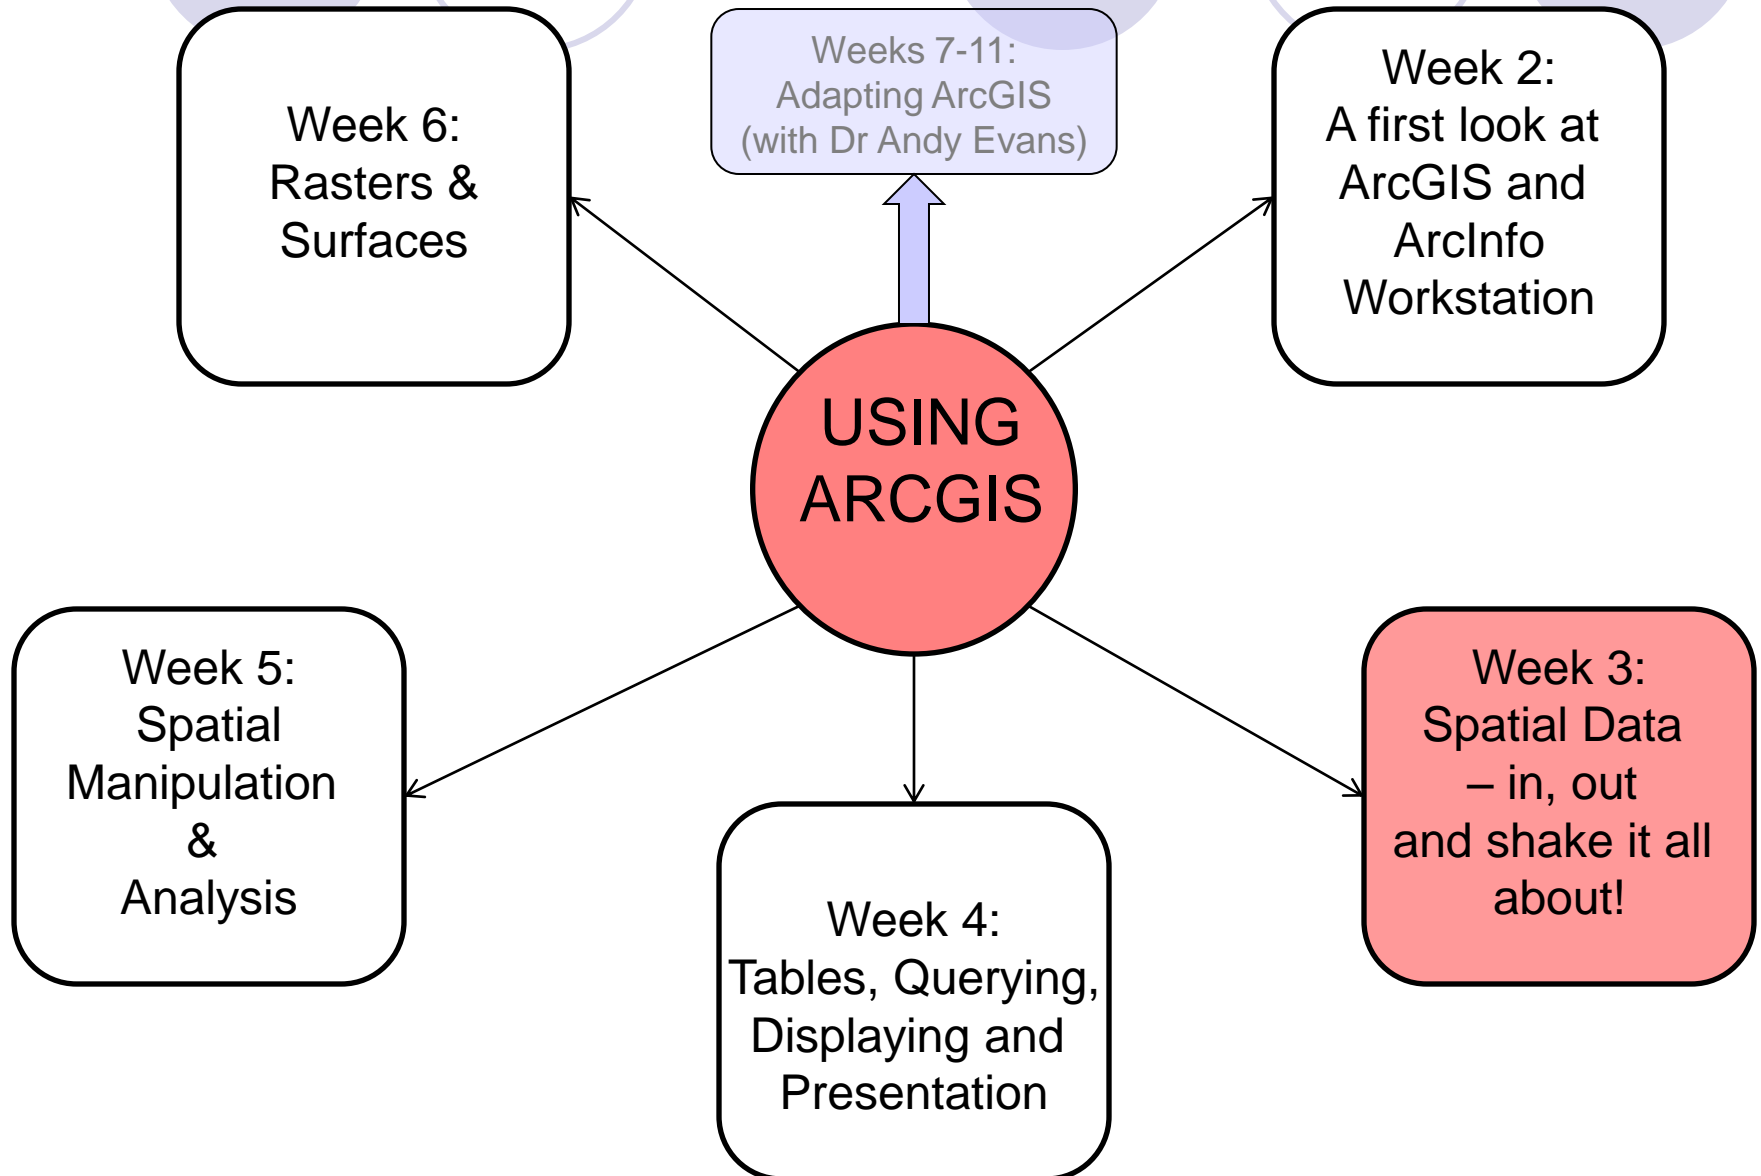 Weeks 7-11:
Adapting ArcGIS
(with Dr Andy Evans)
Week 6:
Rasters &
Surfaces
Week 2:
A first look at
ArcGIS and
ArcInfo
Workstation
USING
ARCGIS
Week 5:
Spatial
Manipulation
&
Analysis
Week 3:
Spatial Data
– in, out
and shake it all
about!
Week 4:
Tables, Querying,
Displaying and
Presentation